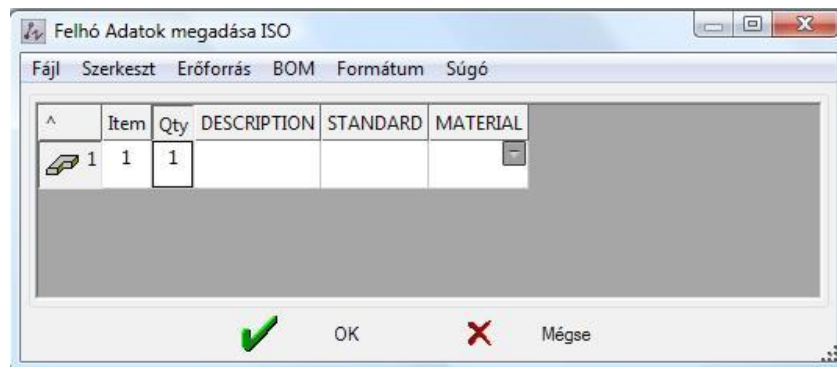 Felhó Adatok megadása ISO
Fájl Szerkeszt Erőforrás BOM Formátum Súgó
^ Item Qty DESCRIPTION STANDARD MATERIAL
1 1 1
OK Mégse